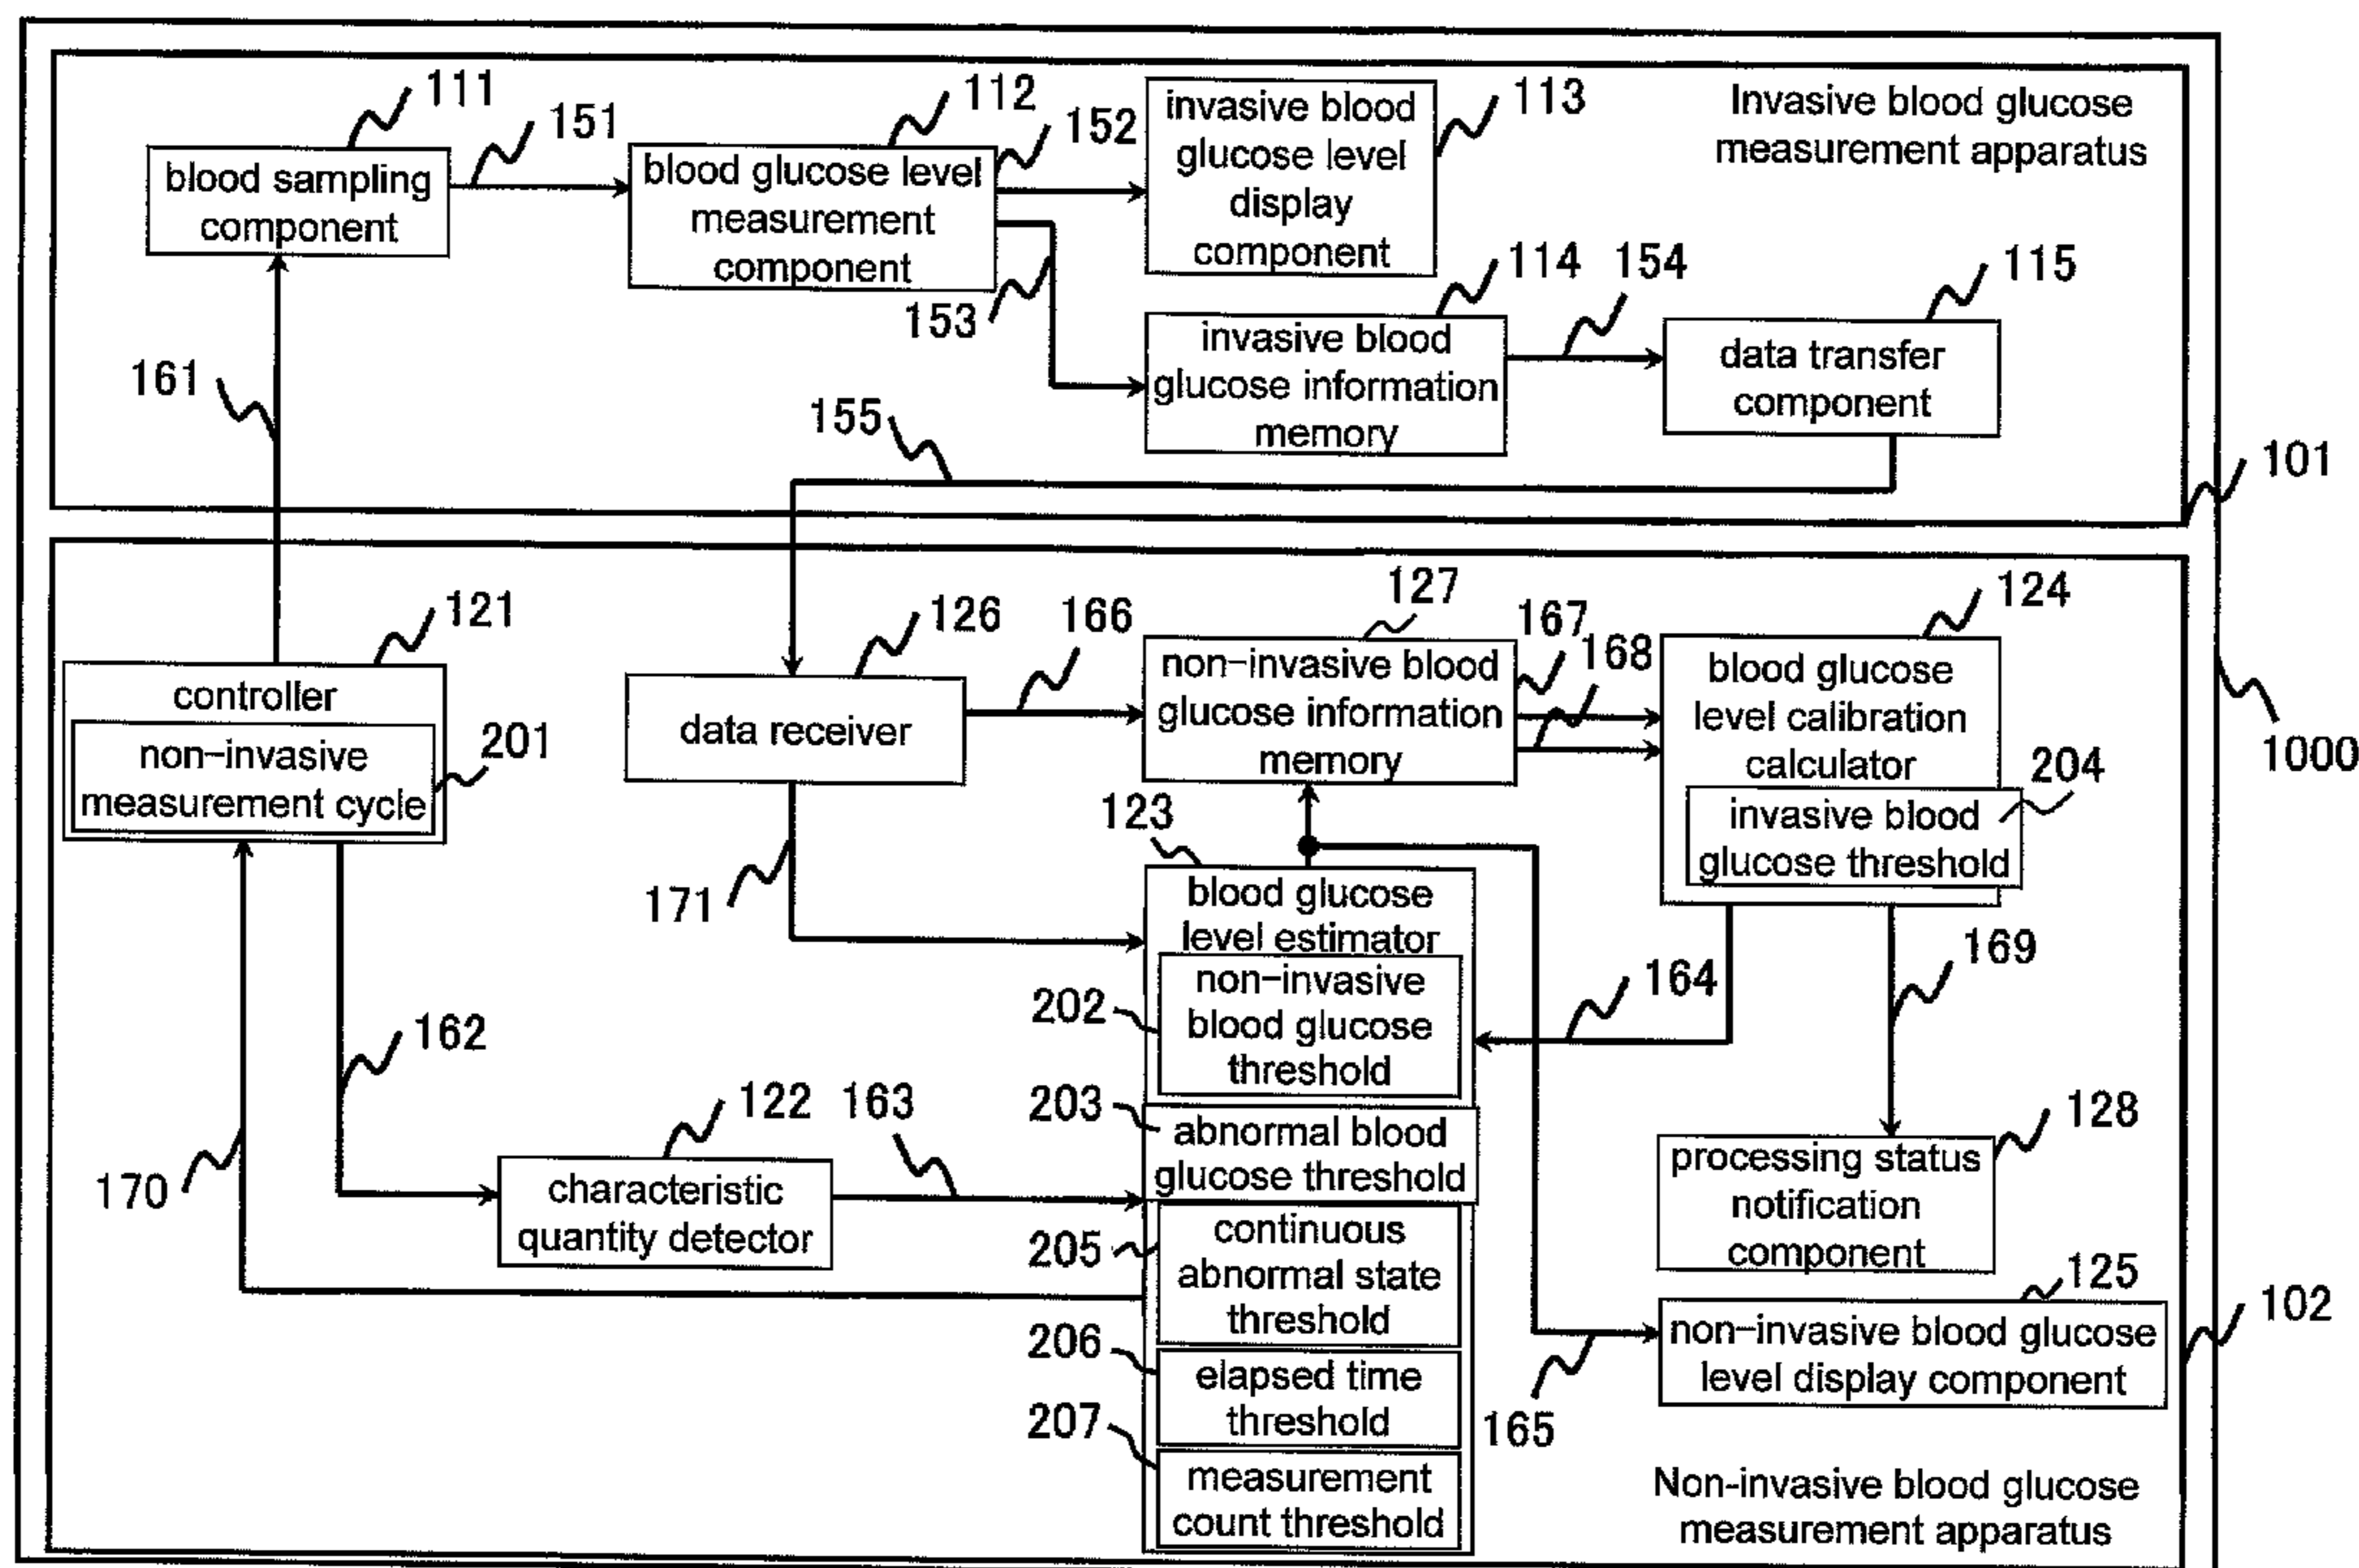 111
151
112
152
113
Invasive blood glucose
measurement apparatus
blood sampling
component
blood glucose level
measurement
component
invasive blood
glucose level
display
component
153
114
154
115
invasive blood
glucose information
memory
data transfer
component
161
155
101
121
126
166
127
167
168
124
controller
non-invasive
measurement cycle
201
data receiver
non-invasive blood
glucose information
memory
blood glucose
level calibration
calculator
204
invasive blood
glucose threshold
1000
171
123
blood glucose
level estimator
202
non-invasive
blood glucose
threshold
164
169
162
122
163
203
abnormal blood
glucose threshold
128
processing status
notification
component
170
characteristic
quantity detector
205
continuous
abnormal state
threshold
125
102
206
elapsed time
threshold
non-invasive blood glucose
level display component
207
165
measurement
count threshold
Non-invasive blood glucose
measurement apparatus